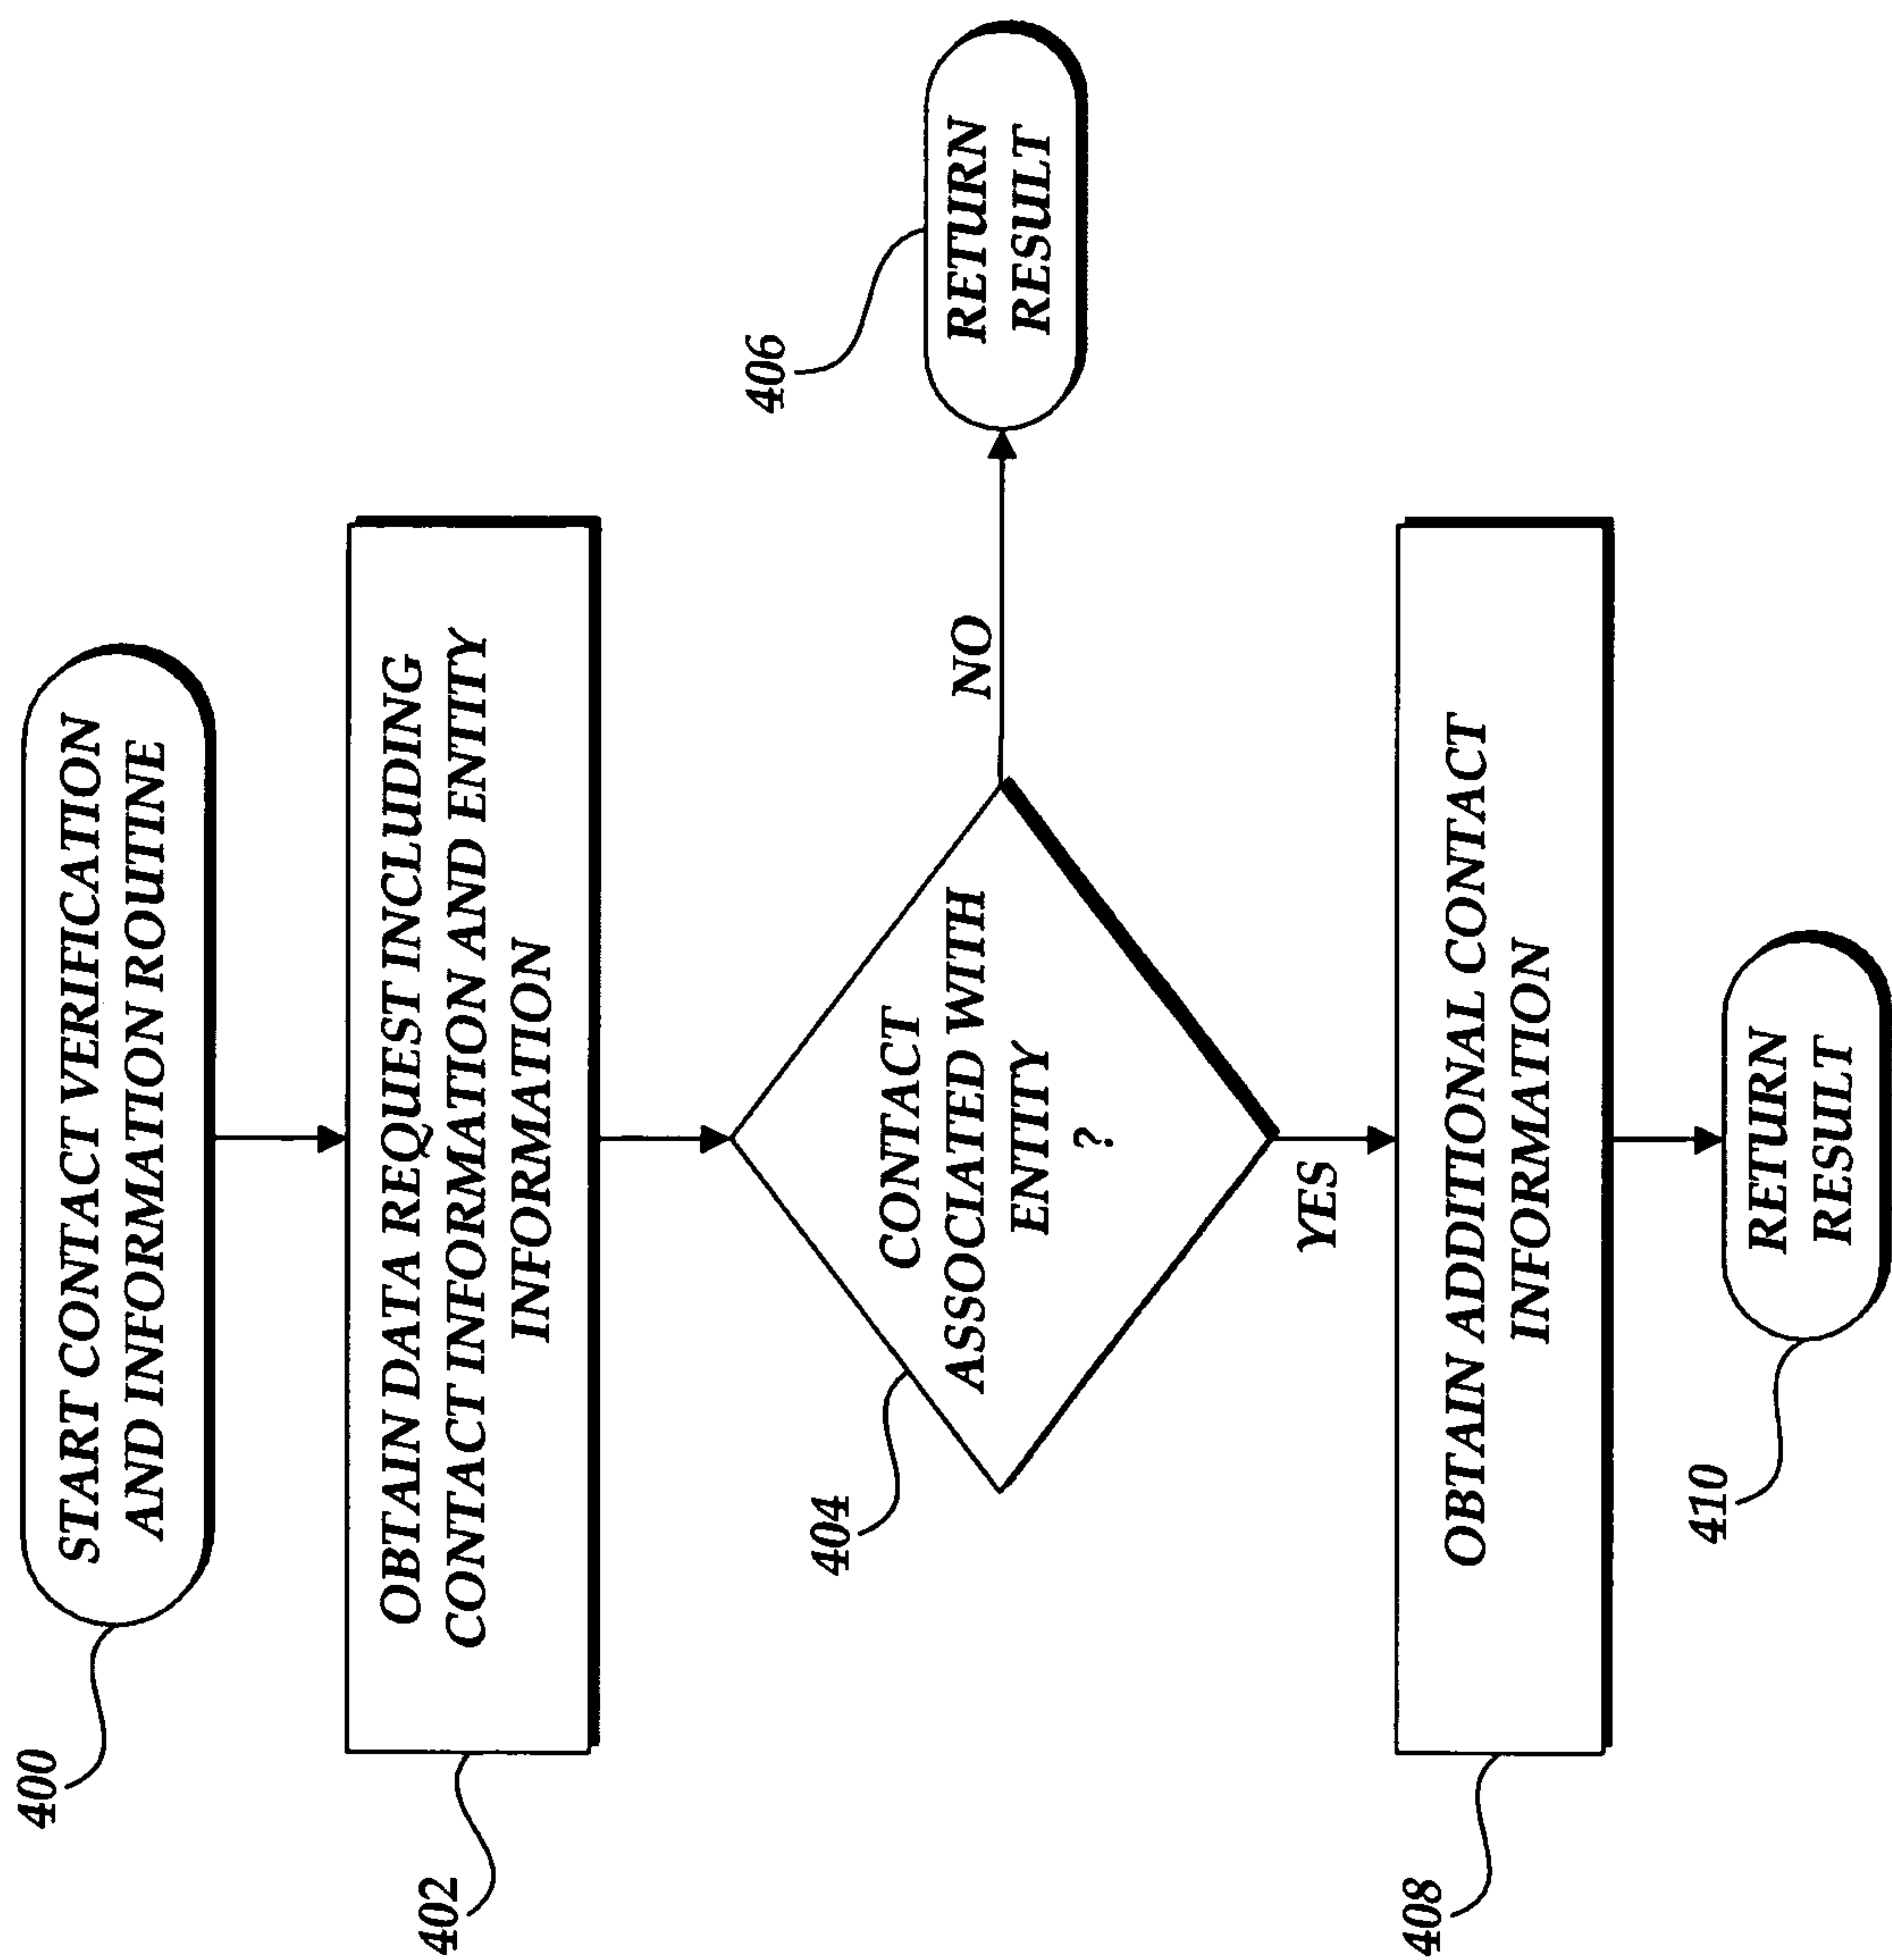 400
START CONTACT VERIFICATION
AND INFORMATION ROUTINE
402
OBTAIN DATA REQUEST INCLUDING
CONTACT INFORMATION AND ENTITY
INFORMATION
404
CONTACT
ASSOCIATED WITH
ENTITY
?
NO
406
RETURN
RESULT
YES
408
OBTAIN ADDITIONAL CONTACT
INFORMATION
410
RETURN
RESULT